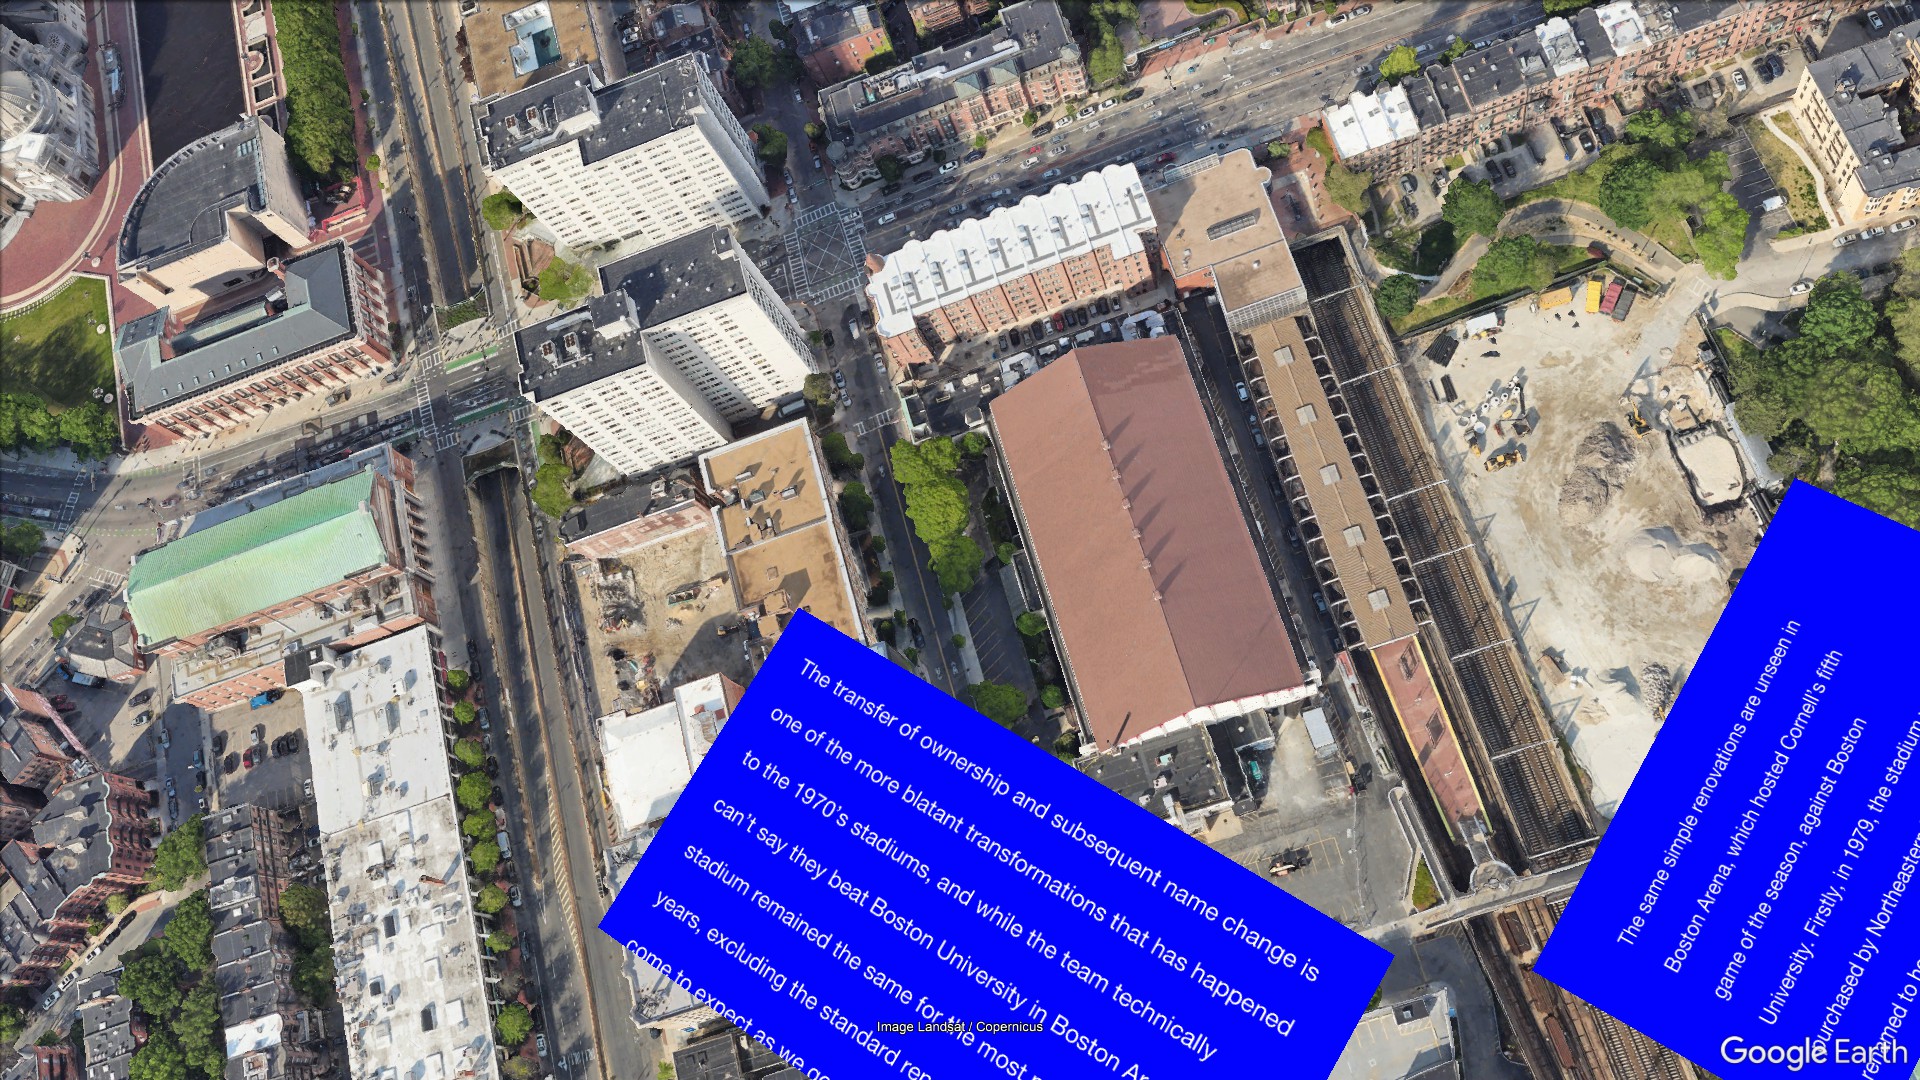 The transfer of ownership and subsequent name change is
one of the more blatant transformations that has happened
to the 1970's stadiums, and while the team technically
can't say they beat Boston University in Boston
stadium remained the same for the most
years, excluding the standard
come to expect as we
The same simple renovations are unseen in
Boston Arena, which hosted Cornell's fifth
game of the season, against Boston
University. Firstly, in 1979, the stadium
purchased by Northeastern
renamed to
Image Landsat / Copernicus
Google Earth